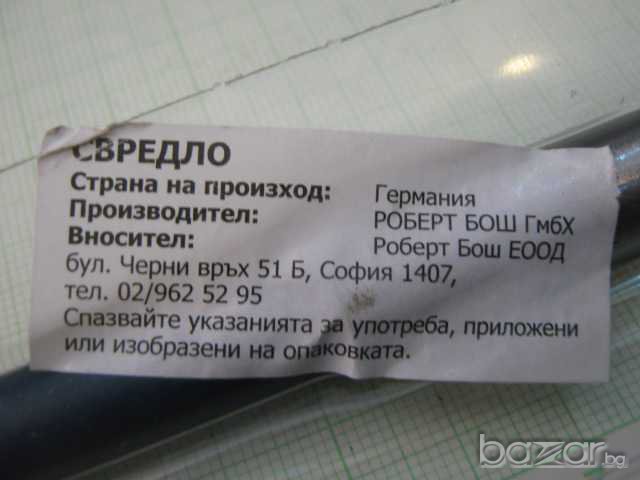 СВРЕДЛО
Страна на произход: Германия
Производител: РОБЕРТ БОШ ГмбХ
Вносител: Роберт Бош ЕООД
бул. Черни връх 51 Б, София 1407,
тел. 02/962 52 95
Спазвайте указанията за употреба, приложени
или изобразени на опаковката.
bazar.bg